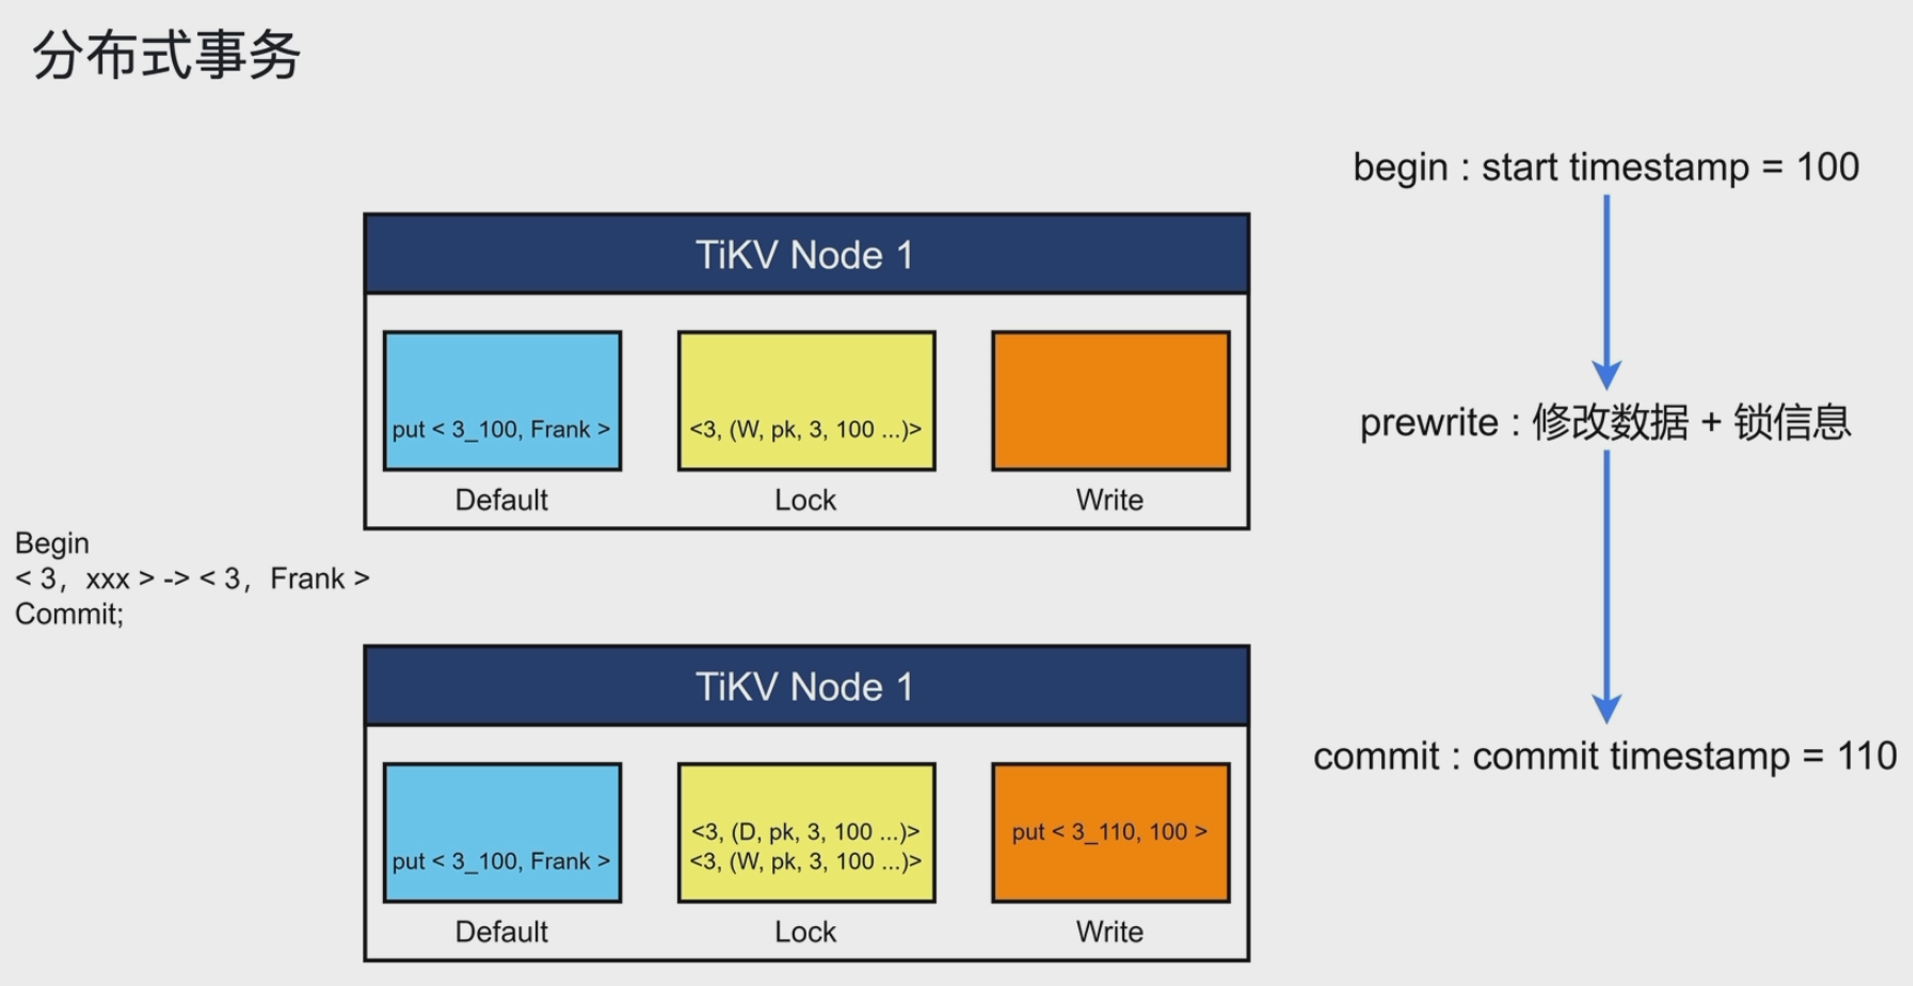 分布式事务
begin : start timestamp = 100
TiKV Node 1
put < 3_100, Frank >
<3, (W, pk, 3, 100 ...)>
Default
Lock
Write
prewrite : 修改数据 + 锁信息
Begin
< 3， xxx > -> < 3， Frank >
Commit;
TiKV Node 1
put < 3_100, Frank >
<3, (D, pk, 3, 100 ...)>
<3, (W, pk, 3, 100 ...)>
put < 3_110, 100 >
Default
Lock
Write
commit : commit timestamp = 110